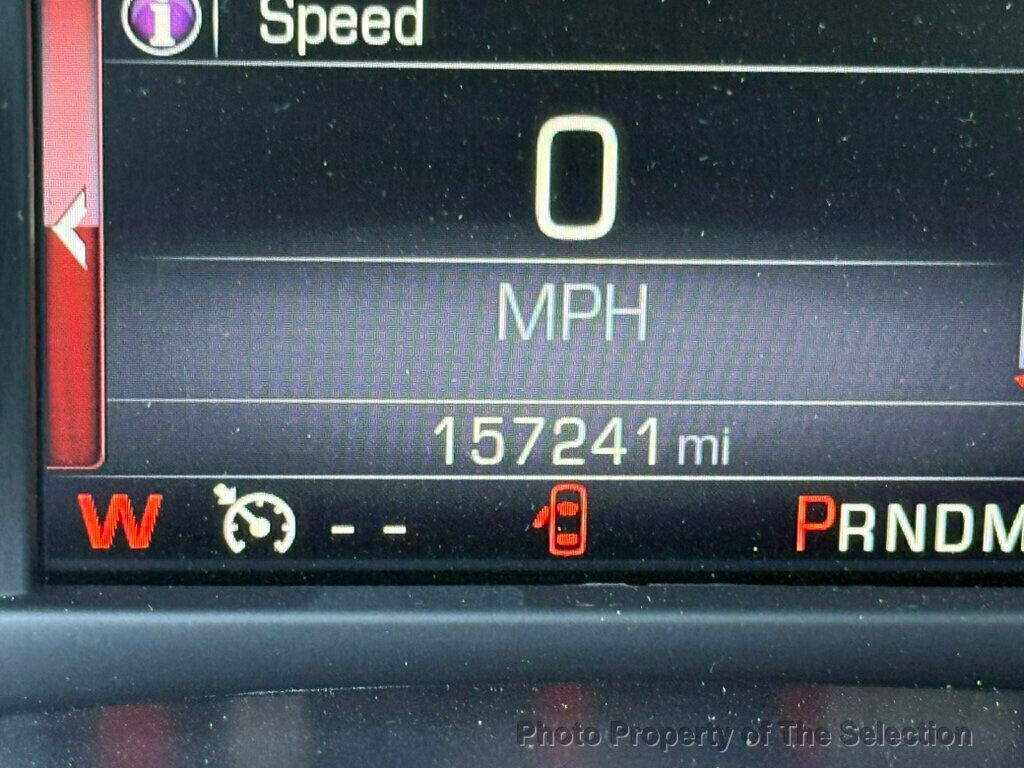 i Speed
0
MPH
157241 mi
W -- PRNDM
Photo Property of The Selection